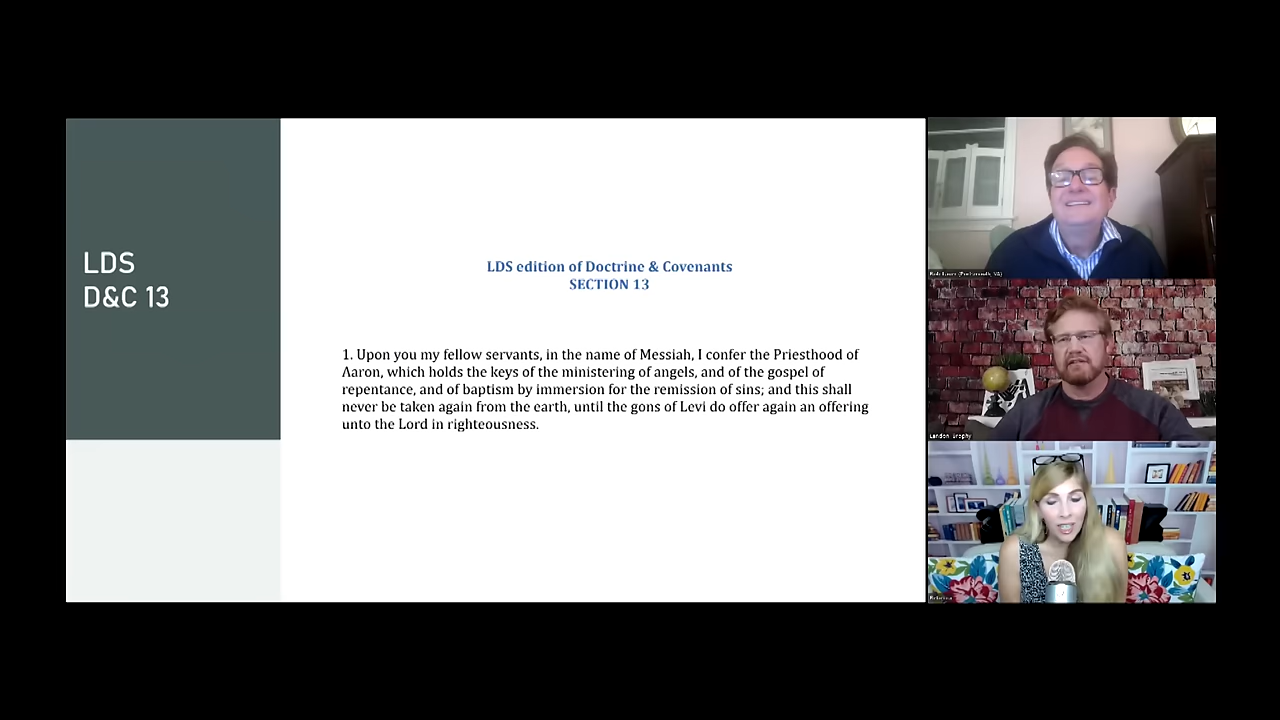 LDS
D&C 13
LDS edition of Doctrine & Covenants
SECTION 13
1. Upon you my fellow servants, in the name of Messiah, I confer the Priesthood of
Aaron, which holds the keys of the ministering of angels, and of the gospel of
repentance, and of baptism by immersion for the remission of sins; and this shall
never be taken again from the earth, until the gons of Levi do offer again an offering
unto the Lord in righteousness.
Landon Brophy